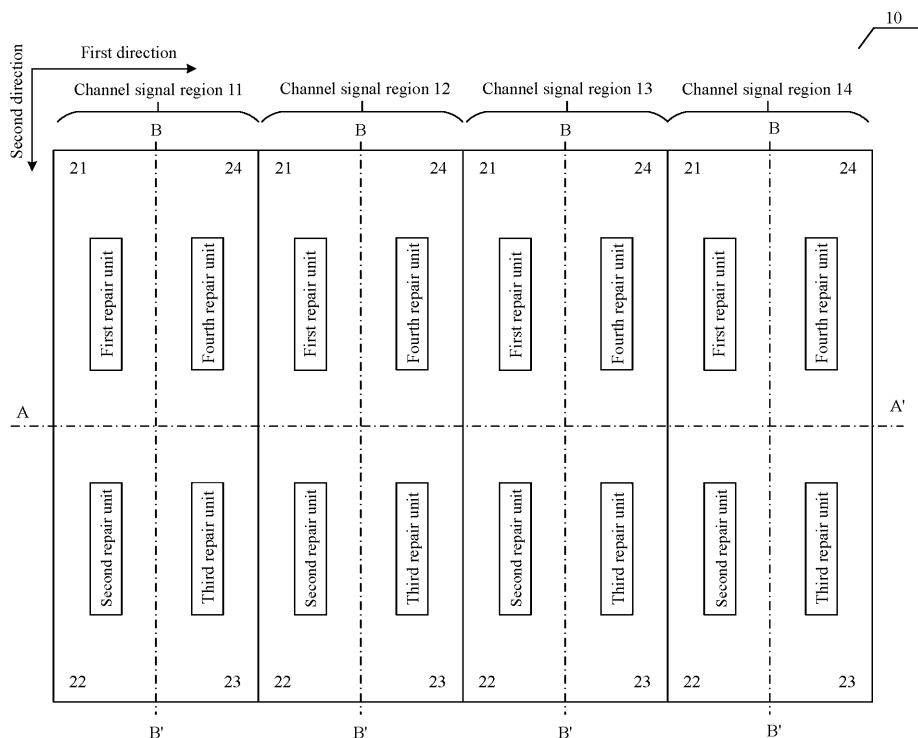 10
First direction
Second direction
Channel signal region 11
Channel signal region 12
Channel signal region 13
Channel signal region 14
B
B
B
B
21
24
21
24
21
24
21
24
First repair unit
Fourth repair unit
First repair unit
Fourth repair unit
First repair unit
Fourth repair unit
First repair unit
Fourth repair unit
A
A'
Second repair unit
Third repair unit
Second repair unit
Third repair unit
Second repair unit
Third repair unit
Second repair unit
Third repair unit
22
23
22
23
22
23
22
23
B'
B'
B'
B'